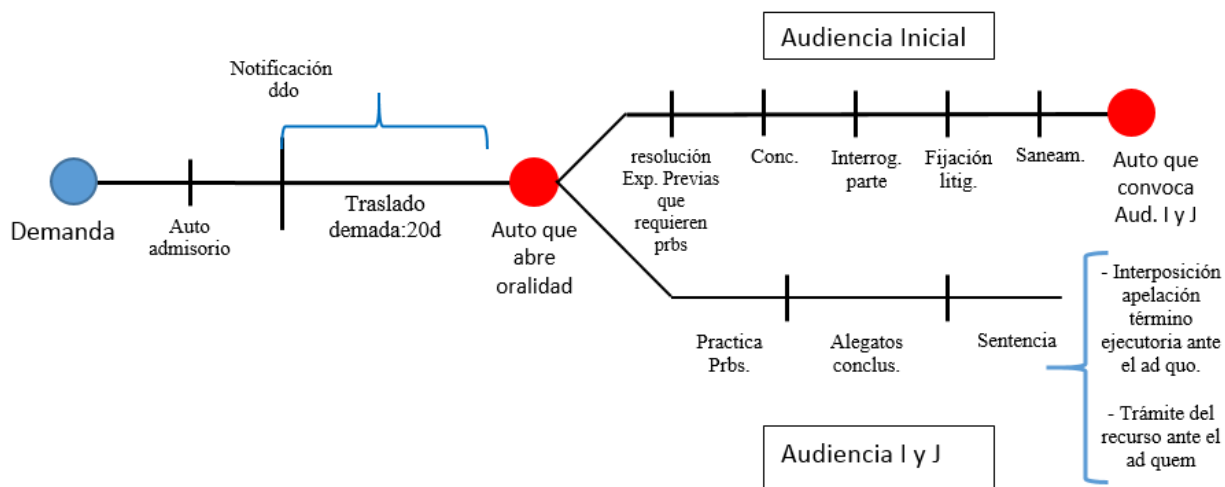 Audiencia Inicial
Notificación
ddo
Demanda
Auto
admisorio
Traslado
demada:20d
Auto que
abre
oralidad
resolución
Exp. Previas
que
requieren
prbs
Conc.
Interrog.
parte
Fijación
litig.
Saneam.
Auto que
convoca
Aud. I y J
Practica
Prbs.
Alegatos
conclus.
Sentencia
- Interposición
apelación
término
ejecutoria ante
el ad quo.
- Trámite del
recurso ante el
ad quem
Audiencia I y J